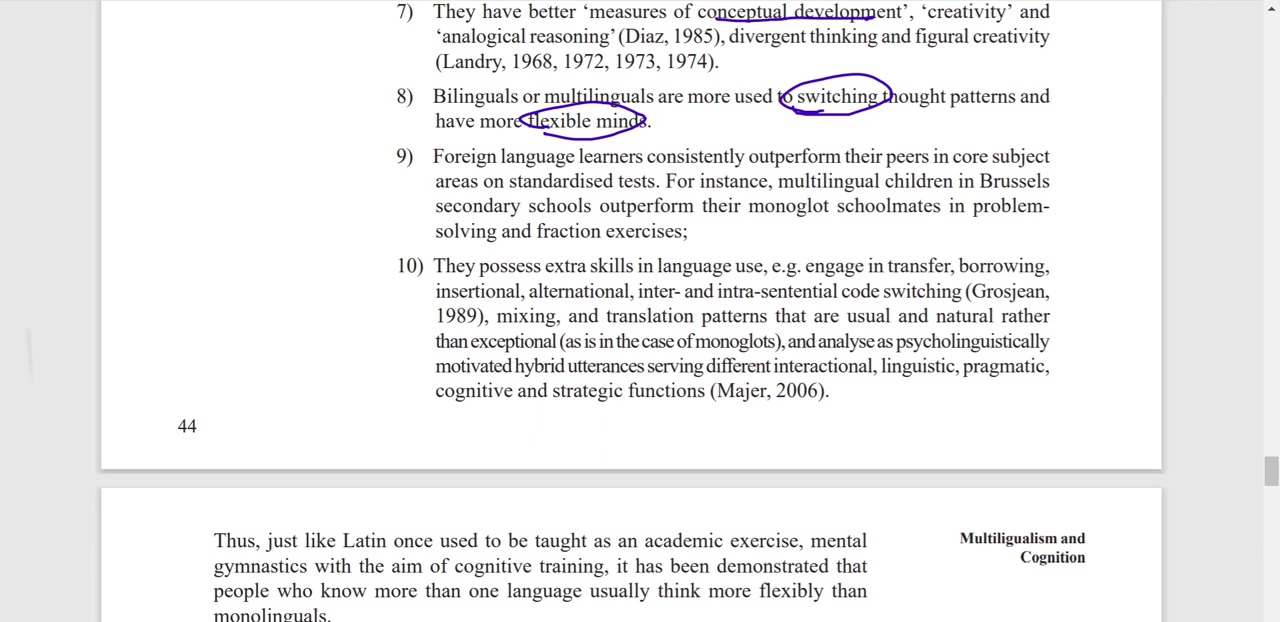 7) They have better ‘measures of conceptual development’, ‘creativity’ and
‘analogical reasoning’ (Diaz, 1985), divergent thinking and figural creativity
(Landry, 1968, 1972, 1973, 1974).
8) Bilinguals or multilinguals are more used to switching thought patterns and
have more flexible minds.
9) Foreign language learners consistently outperform their peers in core subject
areas on standardised tests. For instance, multilingual children in Brussels
secondary schools outperform their monoglot schoolmates in problem-
solving and fraction exercises;
10) They possess extra skills in language use, e.g. engage in transfer, borrowing,
insertional, alternational, inter- and intra-sentential code switching (Grosjean,
1989), mixing, and translation patterns that are usual and natural rather
than exceptional (as is in the case of monoglots), and analyse as psycholinguistically
motivated hybrid utterances serving different interactional, linguistic, pragmatic,
cognitive and strategic functions (Majer, 2006).
44
Thus, just like Latin once used to be taught as an academic exercise, mental
gymnastics with the aim of cognitive training, it has been demonstrated that
people who know more than one language usually think more flexibly than
monolinguals.
Multiligualism and
Cognition